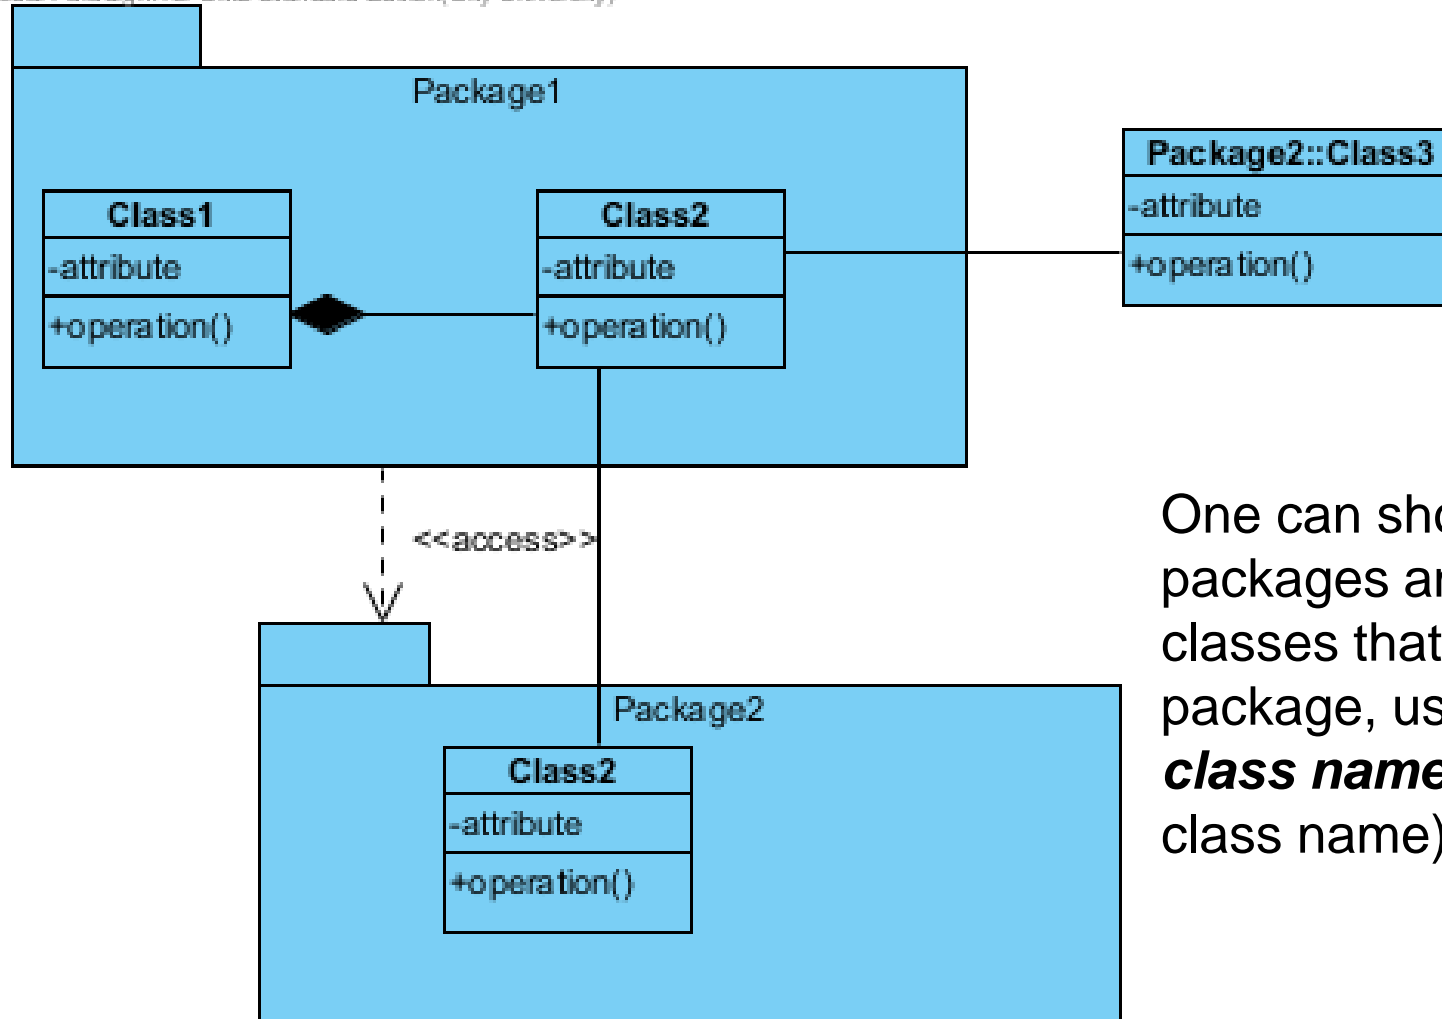 Package1
Class1
-attribute
+operation()
Class2
-attribute
+operation()
Package2::Class3
-attribute
+operation()
<<access>>
Package2
Class2
-attribute
+operation()
One can sho
packages ar
classes that
package, us
class name
class name)